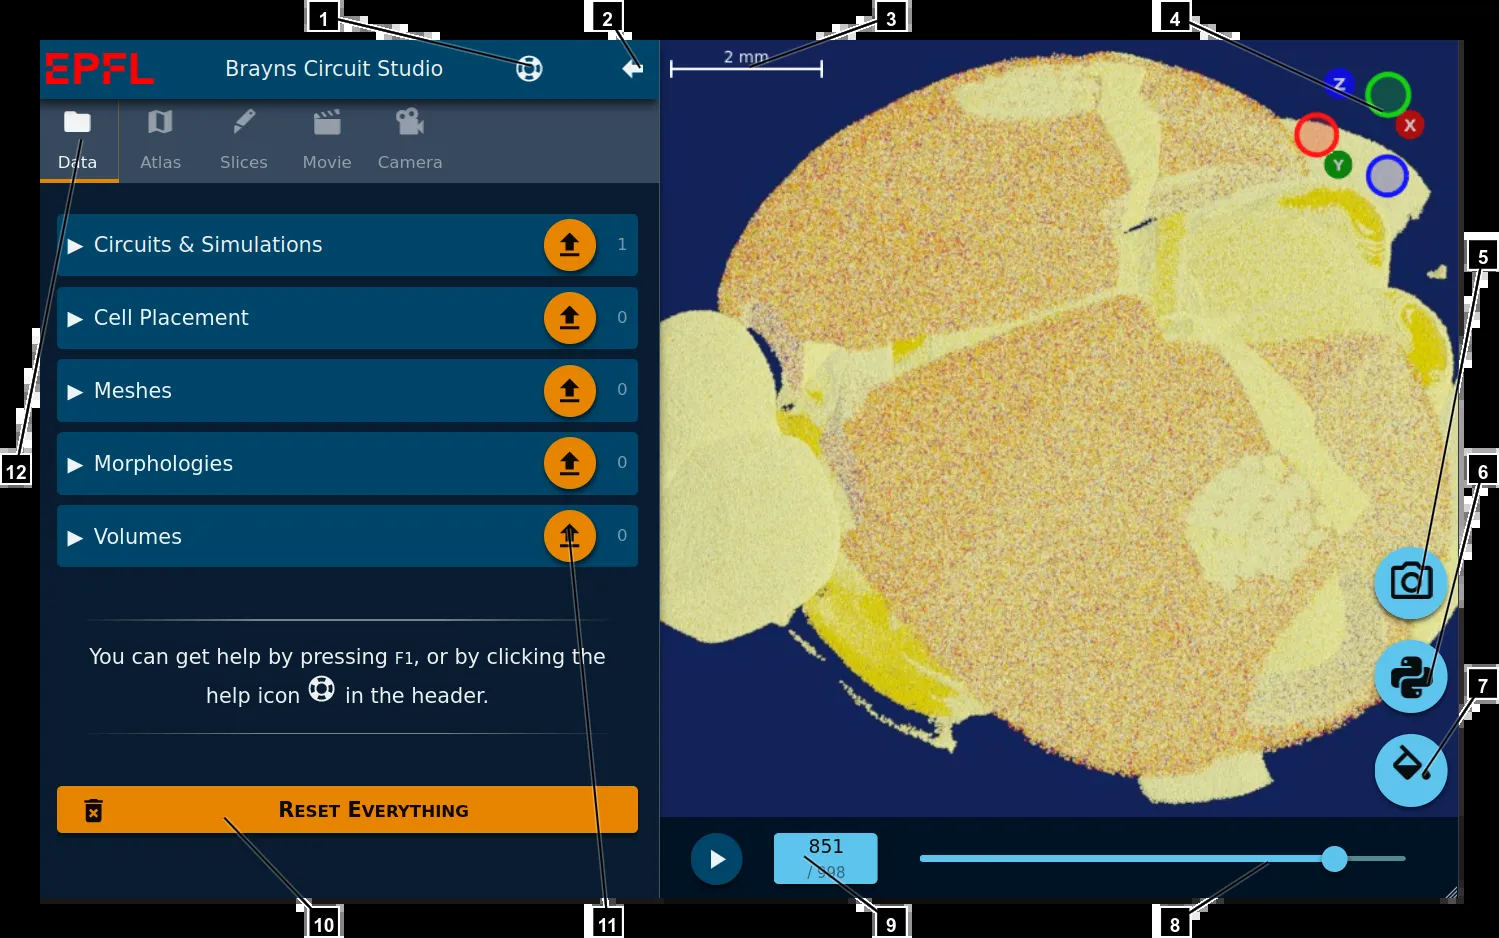 1
2
3
4
EPFL
Brayns Circuit Studio
2 mm
Z
X
Y
Data
Atlas
Slices
Movie
Camera
Circuits & Simulations
1
5
Cell Placement
0
Meshes
0
Morphologies
0
12
6
Volumes
0
You can get help by pressing F1, or by clicking the
help icon in the header.
7
RESET EVERYTHING
851
/ 998
10
11
9
8